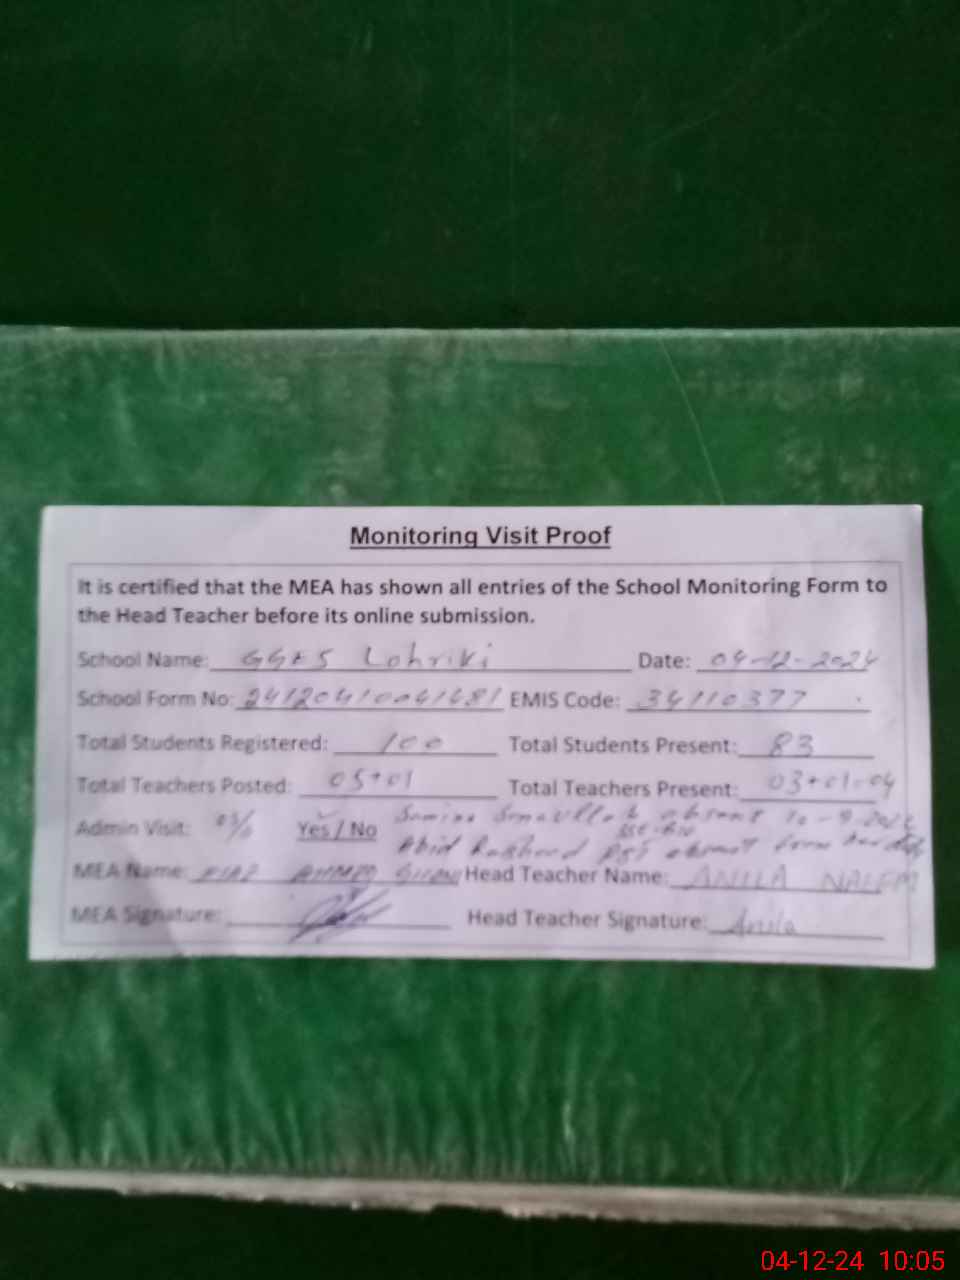 Monitoring Visit Proof
It is certified that the MEA has shown all entries of the School Monitoring Form to
the Head Teacher before its online submission.
School Name: GGES Lohriki Date: 04-12-2024
School Form No: 24120410041481 EMIS Code: 34110377
Total Students Registered: 100 Total Students Present: 83
Total Teachers Posted: 05+01 Total Teachers Present: 03+01=04
Admin Visit: Yes / No absent
Abid Rasheed PST absent
MEA Name: AHMED Head Teacher Name: ANILA NAEEM
MEA Signature: Head Teacher Signature: Anila
04-12-24 10:05